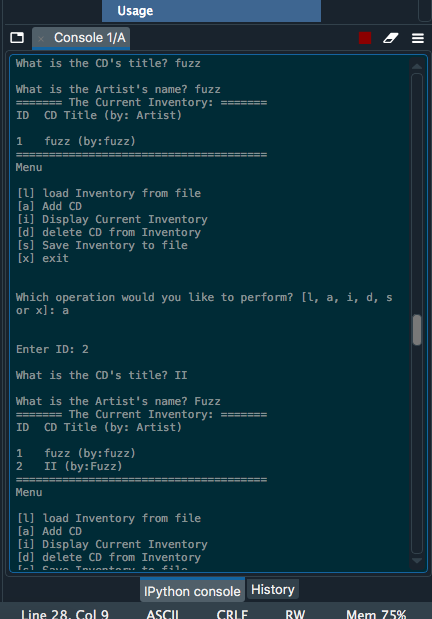 Usage
Console 1/A
What is the CD's title? fuzz
What is the Artist's name? fuzz
======= The Current Inventory: =======
ID  CD Title (by: Artist)
1   fuzz (by:fuzz)
======================================
Menu
[l] load Inventory from file
[a] Add CD
[i] Display Current Inventory
[d] delete CD from Inventory
[s] Save Inventory to file
[x] exit
Which operation would you like to perform? [l, a, i, d, s
or x]: a
Enter ID: 2
What is the CD's title? II
What is the Artist's name? Fuzz
======= The Current Inventory: =======
ID  CD Title (by: Artist)
1   fuzz (by:fuzz)
2   II (by:Fuzz)
======================================
Menu
[l] load Inventory from file
[a] Add CD
[i] Display Current Inventory
[d] delete CD from Inventory
[s] Save Inventory to file
IPython console History
Line 28, Col 9 ASCII CRLF RW Mem 75%